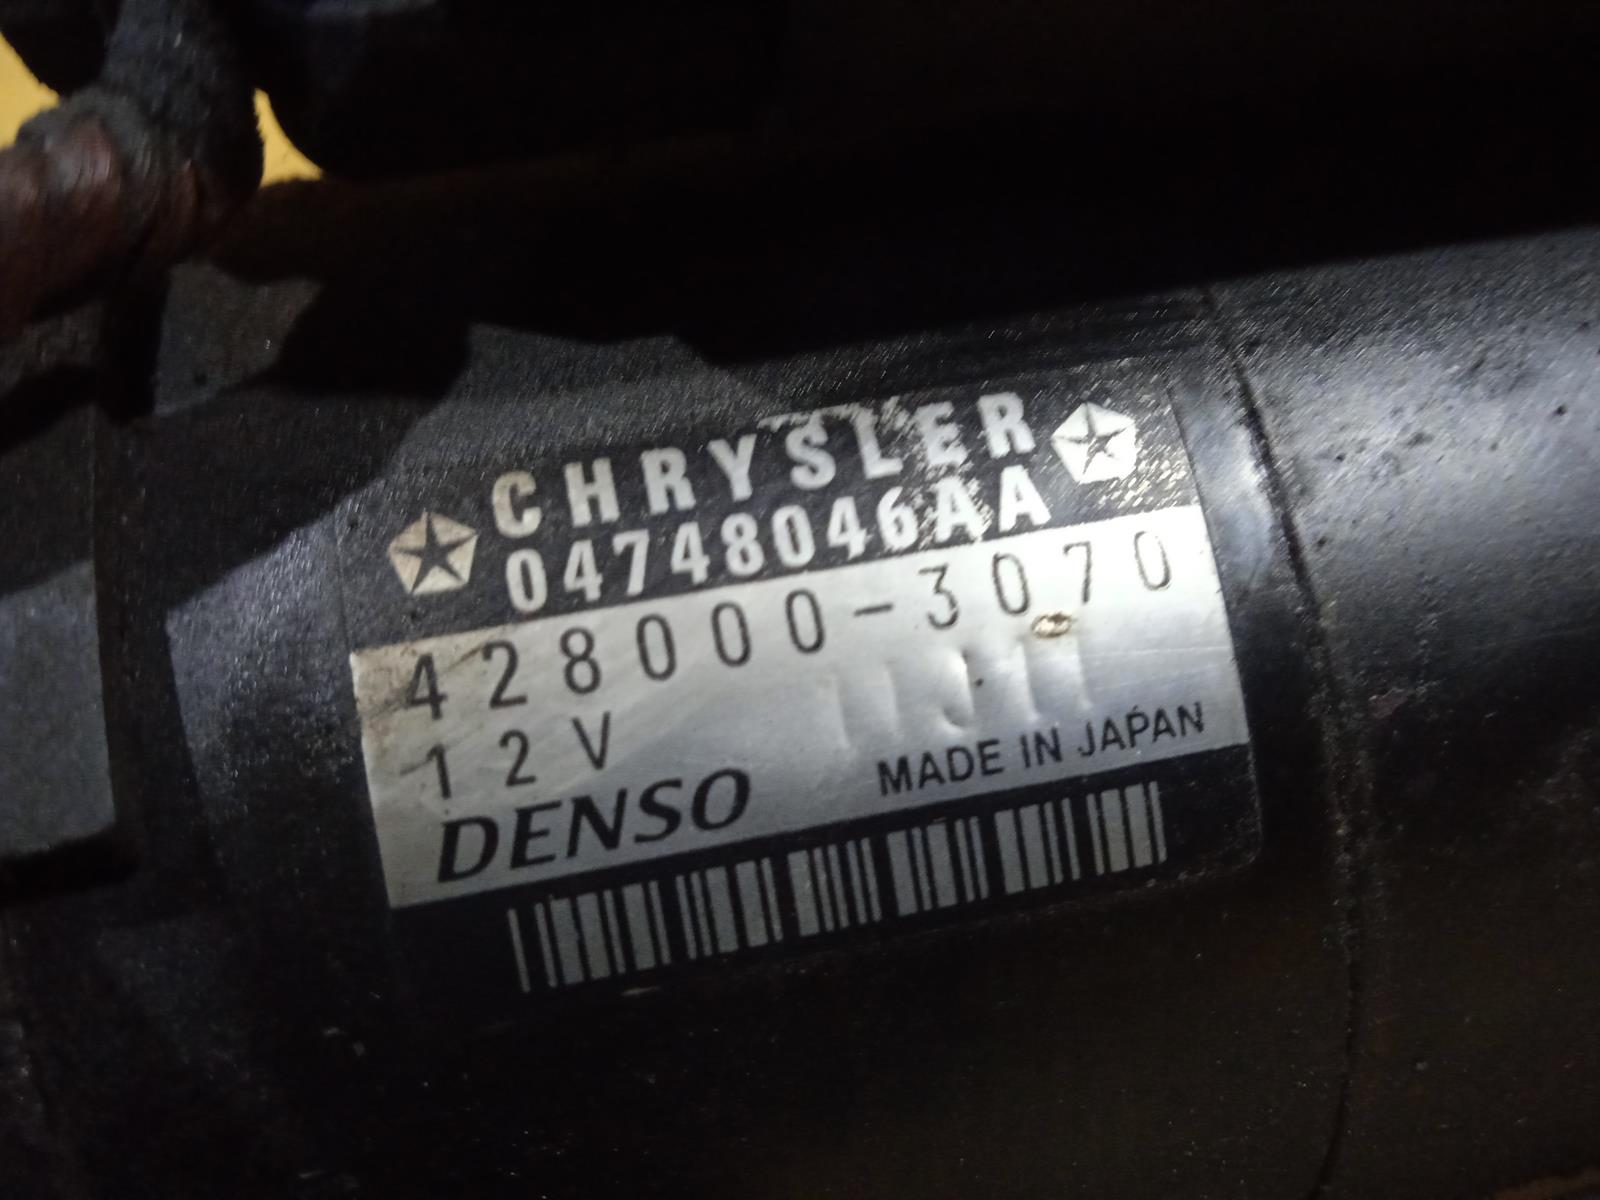 CHRYSLER
04748046AA
428000-3070
12V
DENSO MADE IN JAPAN